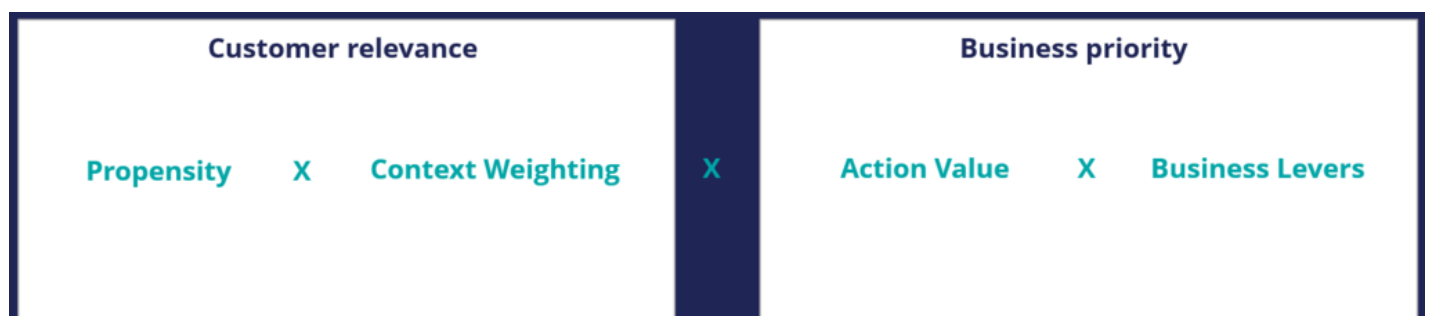 Customer relevance
Business priority
Propensity X Context Weighting X Action Value X Business Levers